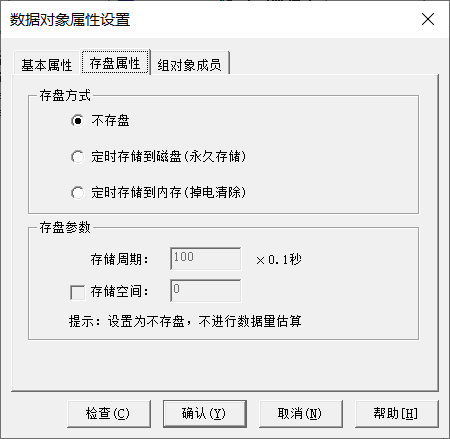 数据对象属性设置
基本属性 存盘属性 组对象成员
存盘方式
不存盘
定时存储到磁盘(永久存储)
定时存储到内存(掉电清除)
存盘参数
存储周期: 100 ×0.1秒
存储空间: 0
提示: 设置为不存盘, 不进行数据量估算
检查(C) 确认(Y) 取消(N) 帮助[H]